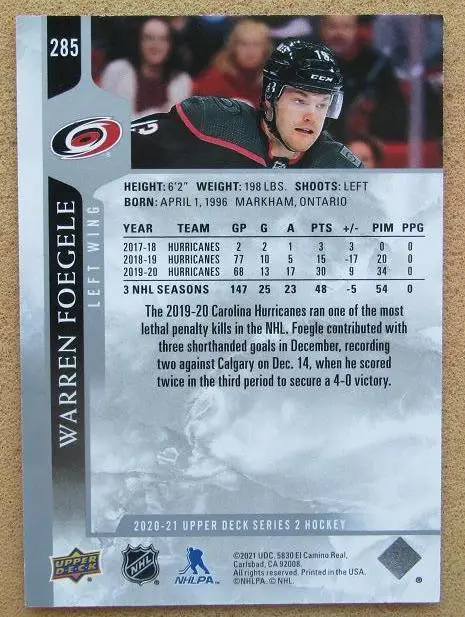 285
18
CCM
HEIGHT: 6'2" WEIGHT: 198 LBS. SHOOTS: LEFT
BORN: APRIL 1, 1996 MARKHAM, ONTARIO
YEAR TEAM GP G A PTS +/- PIM PPG
2017-18 HURRICANES 2 2 1 3 3 0 0
2018-19 HURRICANES 77 10 5 15 -17 20 0
2019-20 HURRICANES 68 13 17 30 9 34 0
3 NHL SEASONS 147 25 23 48 -5 54 0
The 2019-20 Carolina Hurricanes ran one of the most
lethal penalty kills in the NHL. Foegle contributed with
three shorthanded goals in December, recording
two against Calgary on Dec. 14, when he scored
twice in the third period to secure a 4-0 victory.
WARREN FOEGELE
LEFT WING
2020-21 UPPER DECK SERIES 2 HOCKEY
UPPER
DECK
NHL
NHLPA
©2021 UDC. 5830 El Camino Real,
Carlsbad, CA 92008.
All rights reserved. Printed in the USA.
©NHLPA. © NHL.